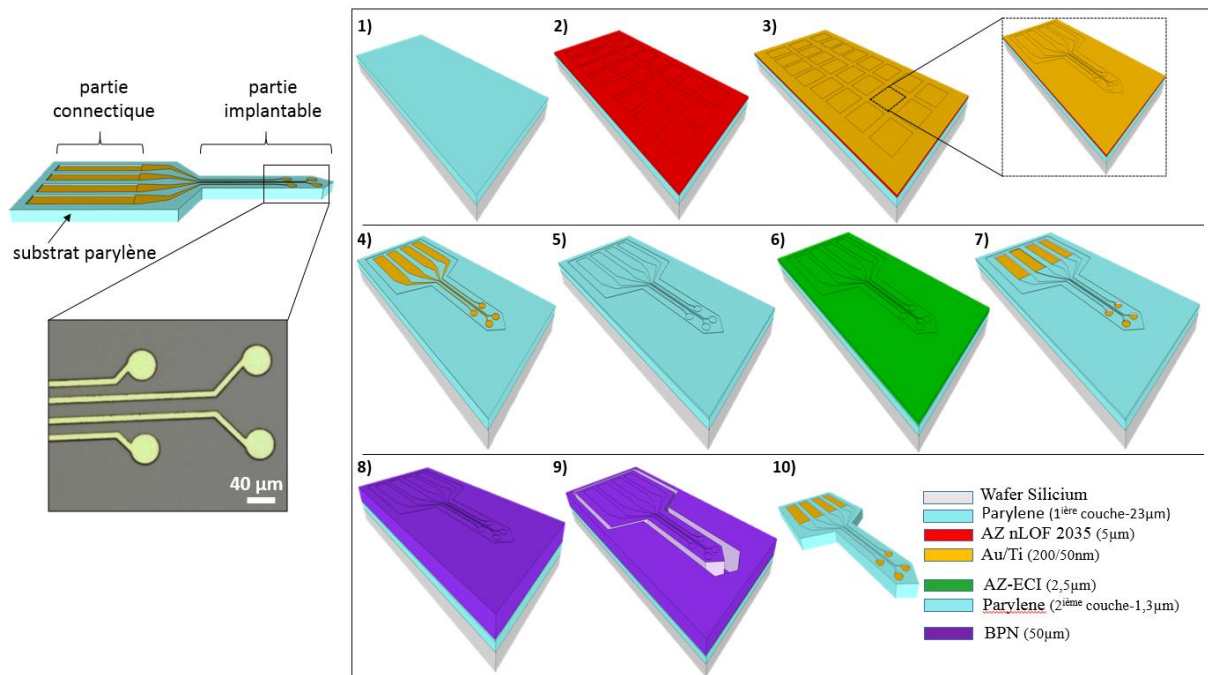 partie
connectique
partie
implantable
substrat parylène
40 µm
1)
2)
3)
4)
5)
6)
7)
8)
9)
10)
Wafer Silicium
Parylene (1ière couche-23µm)
AZ nLOF 2035 (5µm)
Au/Ti (200/50nm)
AZ-ECI (2,5µm)
Parylene (2ième couche-1,3µm)
BPN (50µm)